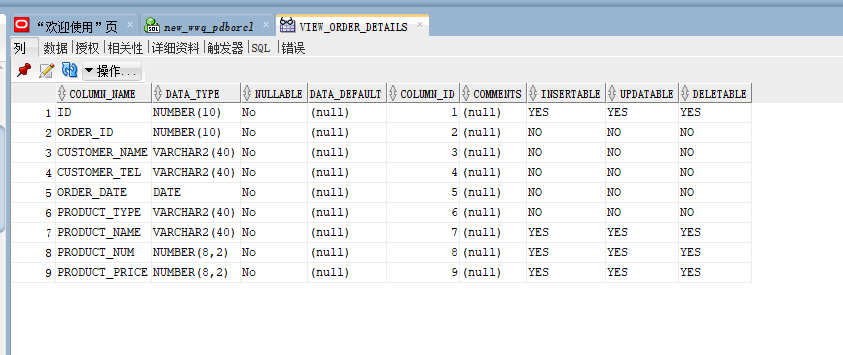 “欢迎使用”页 new_wwq_pdborcl VIEW_ORDER_DETAILS
列 数据 授权 相关性 详细资料 触发器 SQL 错误
操作...
COLUMN_NAME DATA_TYPE NULLABLE DATA_DEFAULT COLUMN_ID COMMENTS INSERTABLE UPDATABLE DELETABLE
1 ID NUMBER(10) No (null) 1 (null) YES YES YES
2 ORDER_ID NUMBER(10) No (null) 2 (null) NO NO NO
3 CUSTOMER_NAME VARCHAR2(40) No (null) 3 (null) NO NO NO
4 CUSTOMER_TEL VARCHAR2(40) No (null) 4 (null) NO NO NO
5 ORDER_DATE DATE No (null) 5 (null) NO NO NO
6 PRODUCT_TYPE VARCHAR2(40) No (null) 6 (null) NO NO NO
7 PRODUCT_NAME VARCHAR2(40) No (null) 7 (null) YES YES YES
8 PRODUCT_NUM NUMBER(8,2) No (null) 8 (null) YES YES YES
9 PRODUCT_PRICE NUMBER(8,2) No (null) 9 (null) YES YES YES